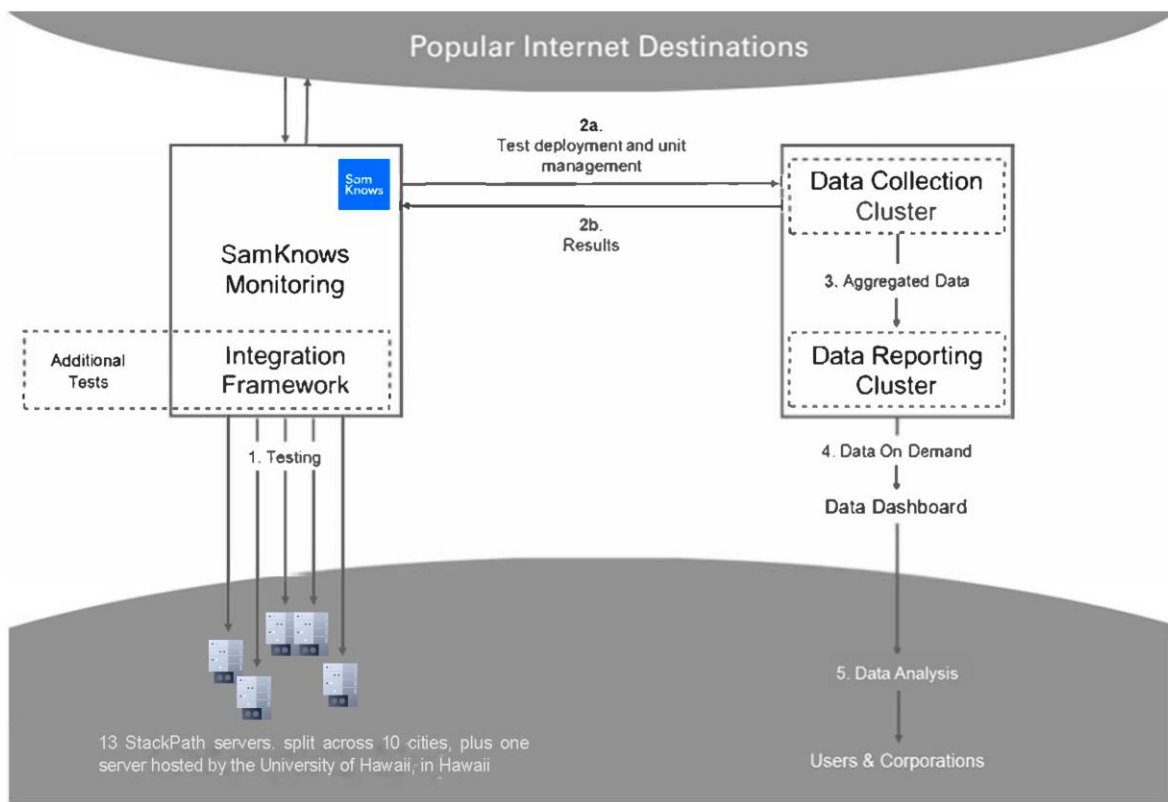 Popular Internet Destinations
2a.
Test deployment and unit
management
Sam
Knows
Data Collection
Cluster
2b.
Results
SamKnows
Monitoring
3. Aggregated Data
Additional
Tests
Integration
Framework
Data Reporting
Cluster
1. Testing
4. Data On Demand
Data Dashboard
5. Data Analysis
13 StackPath servers. split across 10 cities, plus one
server hosted by the University of Hawaii, in Hawaii
Users & Corporations